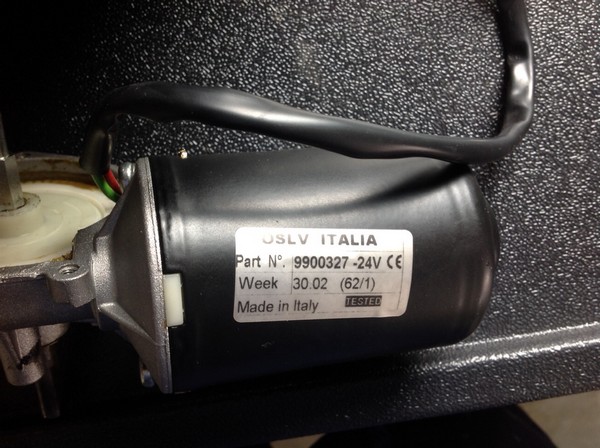 OSLV ITALIA
Part N°. 9900327-24V CE
Week 30.02 (62/1)
Made in Italy TESTED